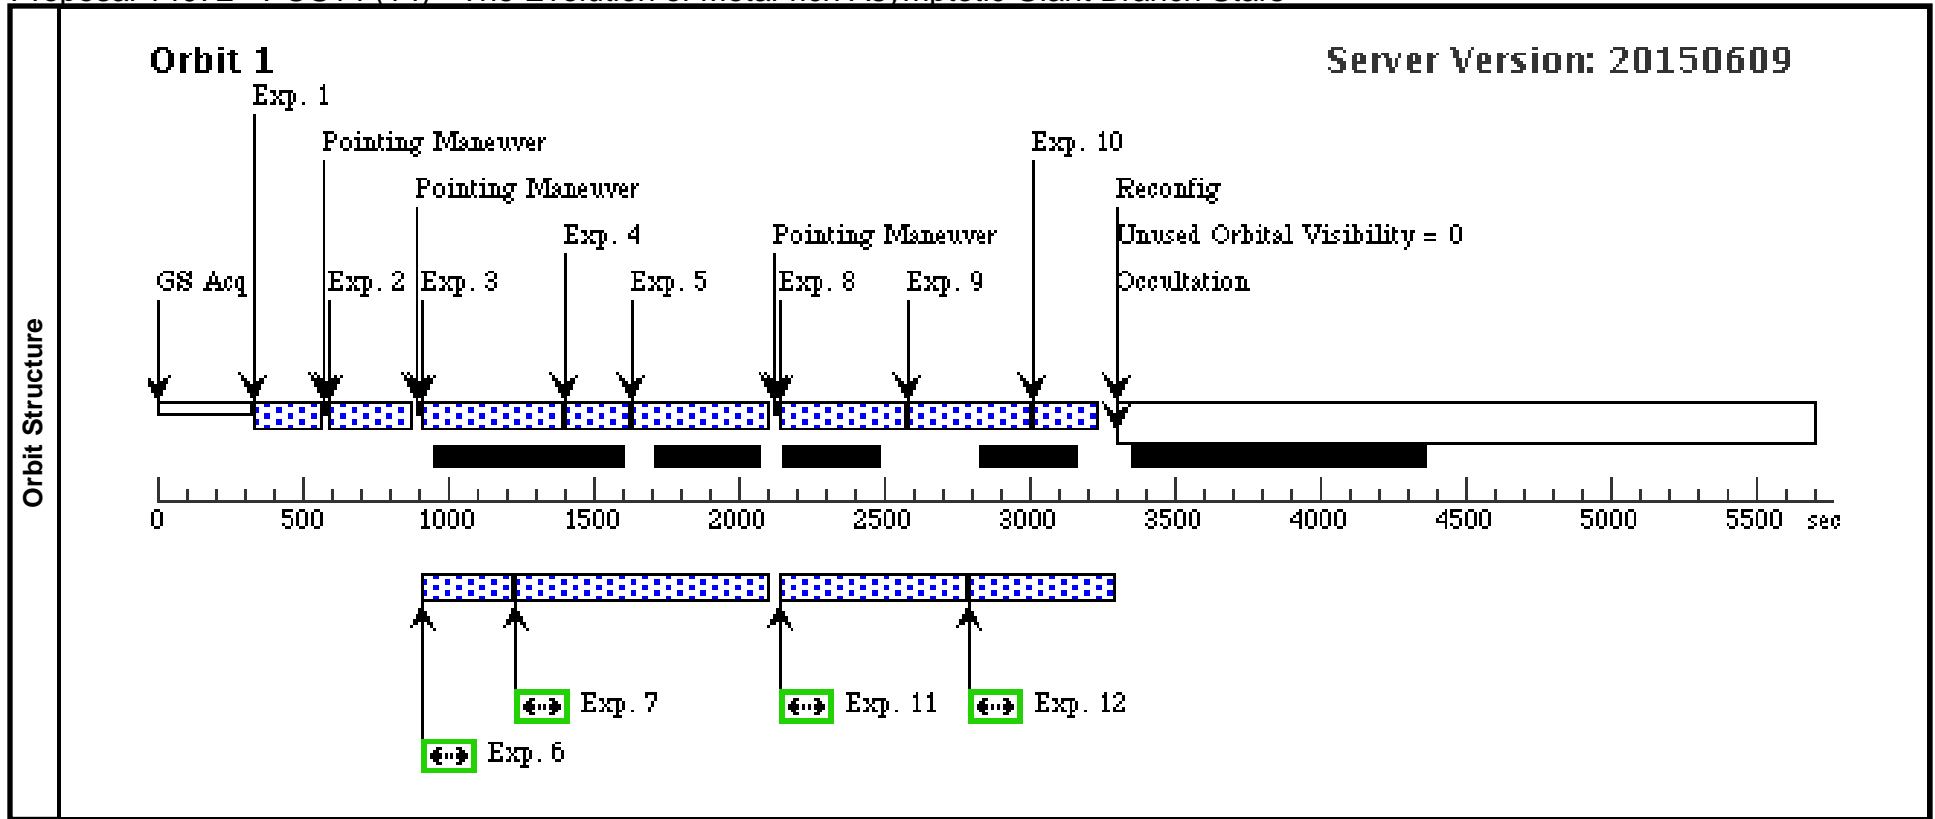 Orbit Structure
Orbit 1
Server Version: 20150609
Exp. 1
Pointing Maneuver
Exp. 10
Pointing Maneuver
Reconfig
Exp. 4
Pointing Maneuver
Unused Orbital Visibility = 0
GS Acq
Exp. 2
Exp. 3
Exp. 5
Exp. 8
Exp. 9
Occultation
0 500 1000 1500 2000 2500 3000 3500 4000 4500 5000 5500 sec
Exp. 7
Exp. 11
Exp. 12
Exp. 6